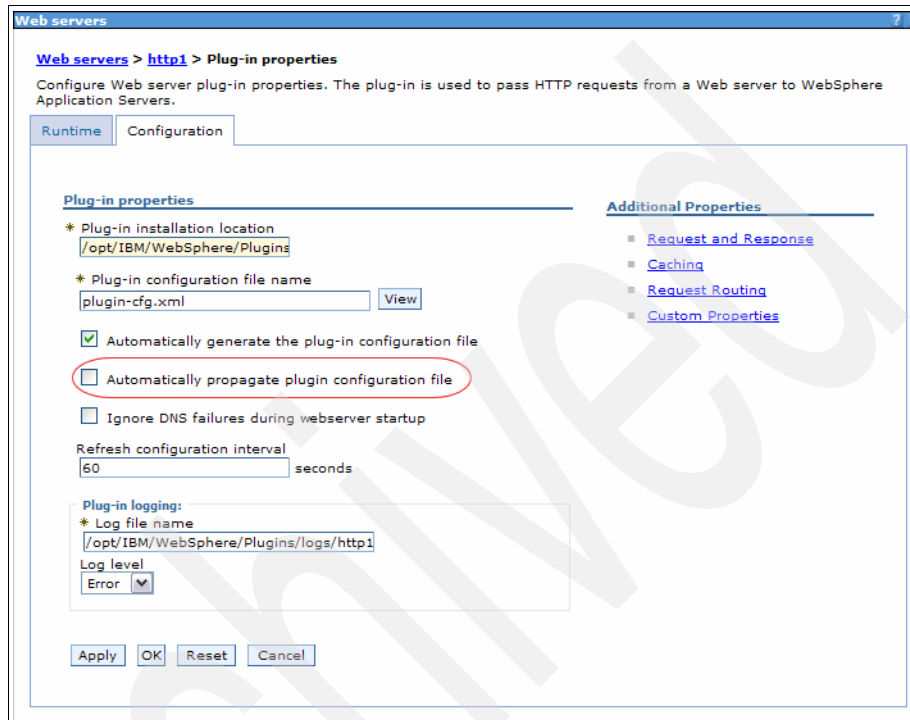 Web servers ?
Web servers > http1 > Plug-in properties
Configure Web server plug-in properties. The plug-in is used to pass HTTP requests from a Web server to WebSphere
Application Servers.
Runtime Configuration
Plug-in properties
* Plug-in installation location
/opt/IBM/WebSphere/Plugins
* Plug-in configuration file name
plugin-cfg.xml View
Automatically generate the plug-in configuration file
Automatically propagate plugin configuration file
Ignore DNS failures during webserver startup
Refresh configuration interval
60 seconds
Plug-in logging:
* Log file name
/opt/IBM/WebSphere/Plugins/logs/http1
Log level
Error
Apply OK Reset Cancel
Additional Properties
Request and Response
Caching
Request Routing
Custom Properties
chived